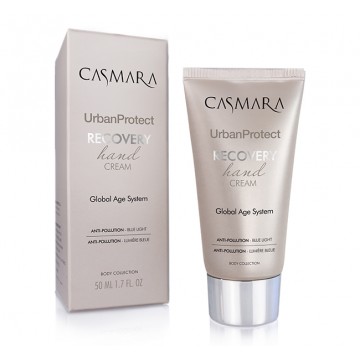 CASMARA
UrbanProtect
RECOVERY
hand
CREAM
Global Age System
ANTI-POLLUTION · BLUE LIGHT
ANTI-POLLUTION · LUMIÈRE BLEUE
BODY COLLECTION
50 ML 1.7 FL. OZ
CASMARA
UrbanProtect
RECOVERY
hand
CREAM
Global Age System
ANTI-POLLUTION · BLUE LIGHT
ANTI-POLLUTION · LUMIÈRE BLEUE
BODY COLLECTION